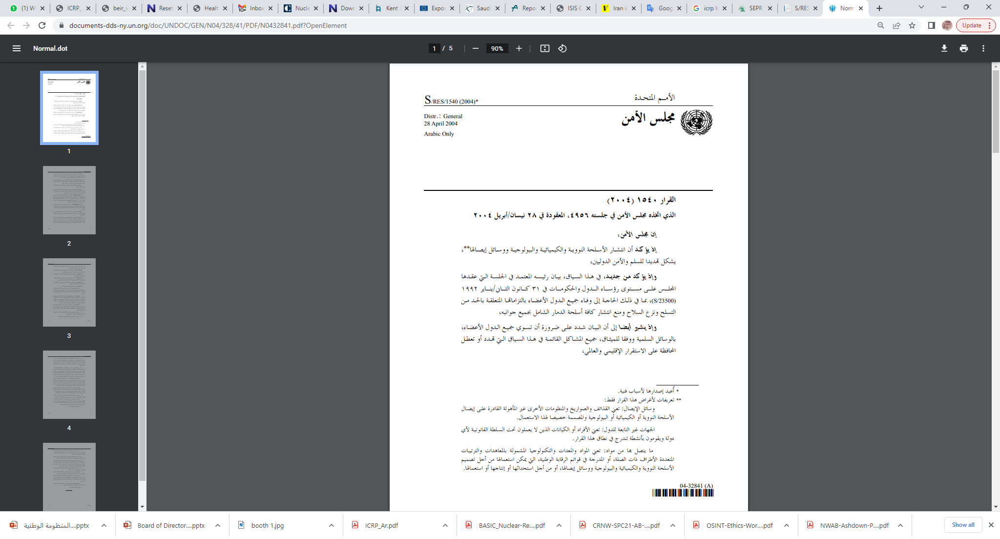 (1) W
ICRP_
beir_v
Reset
Healt
100+
Inbox
Nucle
Down
Kent
Expor
Saudi
Repo
ISIS C
Iran is
Goog
icrp lo
SEPR
S/RES
Norm
documents-dds-ny.un.org/doc/UNDOC/GEN/N04/328/41/PDF/N0432841.pdf?OpenElement
Update
Normal.dot
1 / 5
90%
1
2
3
4
S/RES/1540 (2004)*
الأمـم المتحـدة
مجلس الأمن
Distr.: General
28 April 2004
Arabic Only
القرار ١٥٤٠ (٢٠٠٤)
الذي اتخذه مجلس الأمن في جلسته ٤٩٥٦، المعقودة في ٢٨ نيسان/أبريل ٢٠٠٤
إن مجلس الأمن،
إذ يؤكد أن انتشار الأسلحة النووية والكيميائية والبيولوجية ووسائل إيصالها**،
يشكل تهديدا للسلم والأمن الدوليين،
وإذ يؤكد من جديد، في هذا السياق، بيان رئيسه المعتمد في الجلسة التي عقدها
المجلس على مستوى رؤساء الدول والحكومات في ٣١ كانون الثاني/يناير ١٩٩٢
(S/23500)، بما في ذلك الحاجة إلى وفاء جميع الدول الأعضاء بالتزاماتها المتعلقة بالحد من
التسلح ونزع السلاح ومنع انتشار كافة أسلحة الدمار الشامل بجميع جوانبه،
وإذ يشير أيضا إلى أن البيان شدد على ضرورة أن تسوي جميع الدول الأعضاء،
بالوسائل السلمية ووفقا للميثاق، جميع المشاكل القائمة في هذا السياق التي تهدد أو تعطل
المحافظة على الاستقرار الإقليمي والعالمي،
* أُعيد إصدارها لأسباب فنية.
** تعريفات لأغراض هذا القرار فقط:
وسائل الإيصال: تعني القذائف والصواريخ والمنظومات الأخرى غير المأهولة القادرة على إيصال
الأسلحة النووية أو الكيميائية أو البيولوجية والمصممة خصيصا لهذا الاستعمال.
الجهات غير التابعة للدول: تعني الأفراد أو الكيانات الذين لا يعملون تحت السلطة القانونية لأي
دولة ويقومون بأنشطة تندرج في نطاق هذا القرار.
ما يتصل بها من مواد: تعني المواد والمعدات والتكنولوجيا المشمولة بالمعاهدات والترتيبات
المتعددة الأطراف ذات الصلة، أو المدرجة في قوائم الرقابة الوطنية، التي يمكن استعمالها من أجل تصميم
الأسلحة النووية والكيميائية والبيولوجية ووسائل إيصالها، أو من أجل استحداثها أو إنتاجها أو استعمالها.
04-32841 (A)
المنظومة الوطنية....pptx
Board of Director....pptx
booth 1.jpg
ICRP_Ar.pdf
BASIC_Nuclear-Re....pdf
CRNW-SPC21-AB-....pdf
OSINT-Ethics-Wor....pdf
NWAB-Ashdown-P....pdf
Show all